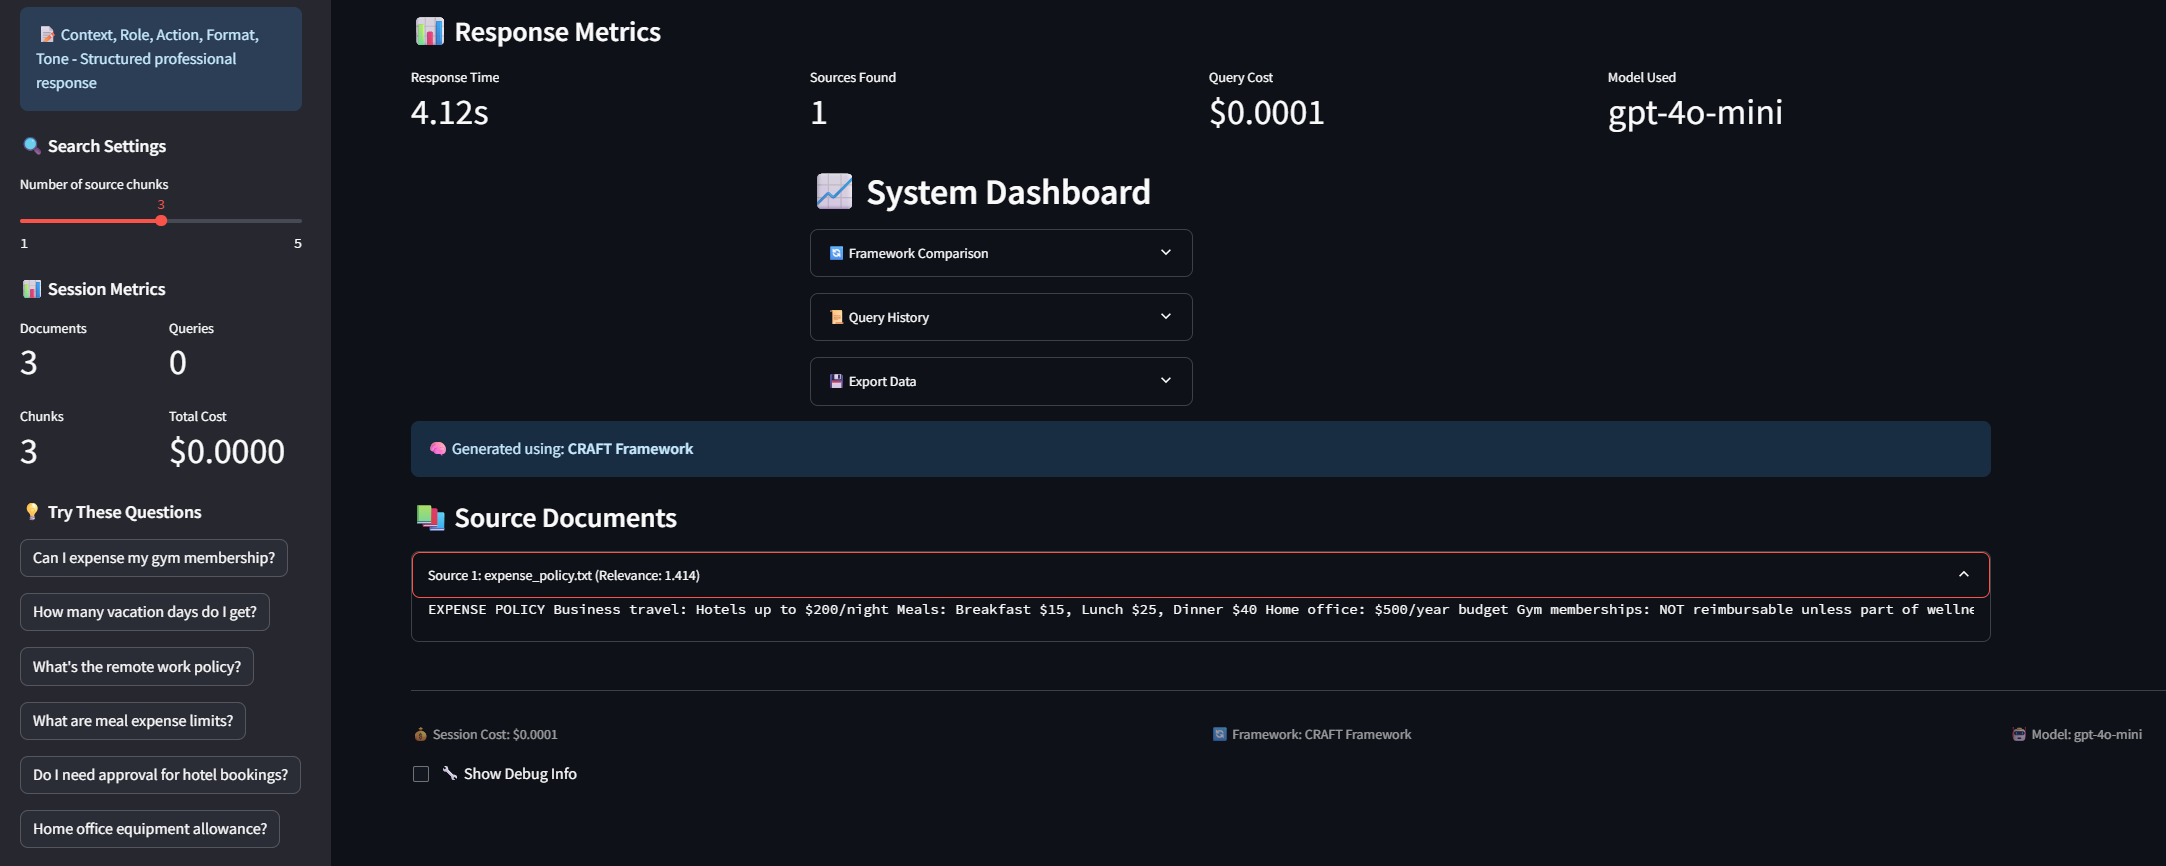 Context, Role, Action, Format,
Tone - Structured professional
response
Search Settings
Number of source chunks
3
1 5
Session Metrics
Documents Queries
3 0
Chunks Total Cost
3 $0.0000
Try These Questions
Can I expense my gym membership?
How many vacation days do I get?
What's the remote work policy?
What are meal expense limits?
Do I need approval for hotel bookings?
Home office equipment allowance?
Response Metrics
Response Time Sources Found Query Cost Model Used
4.12s 1 $0.0001 gpt-4o-mini
System Dashboard
Framework Comparison
Query History
Export Data
Generated using: CRAFT Framework
Source Documents
Source 1: expense_policy.txt (Relevance: 1.414)
EXPENSE POLICY Business travel: Hotels up to $200/night Meals: Breakfast $15, Lunch $25, Dinner $40 Home office: $500/year budget Gym memberships: NOT reimbursable unless part of wellne
Session Cost: $0.0001 Framework: CRAFT Framework Model: gpt-4o-mini
Show Debug Info